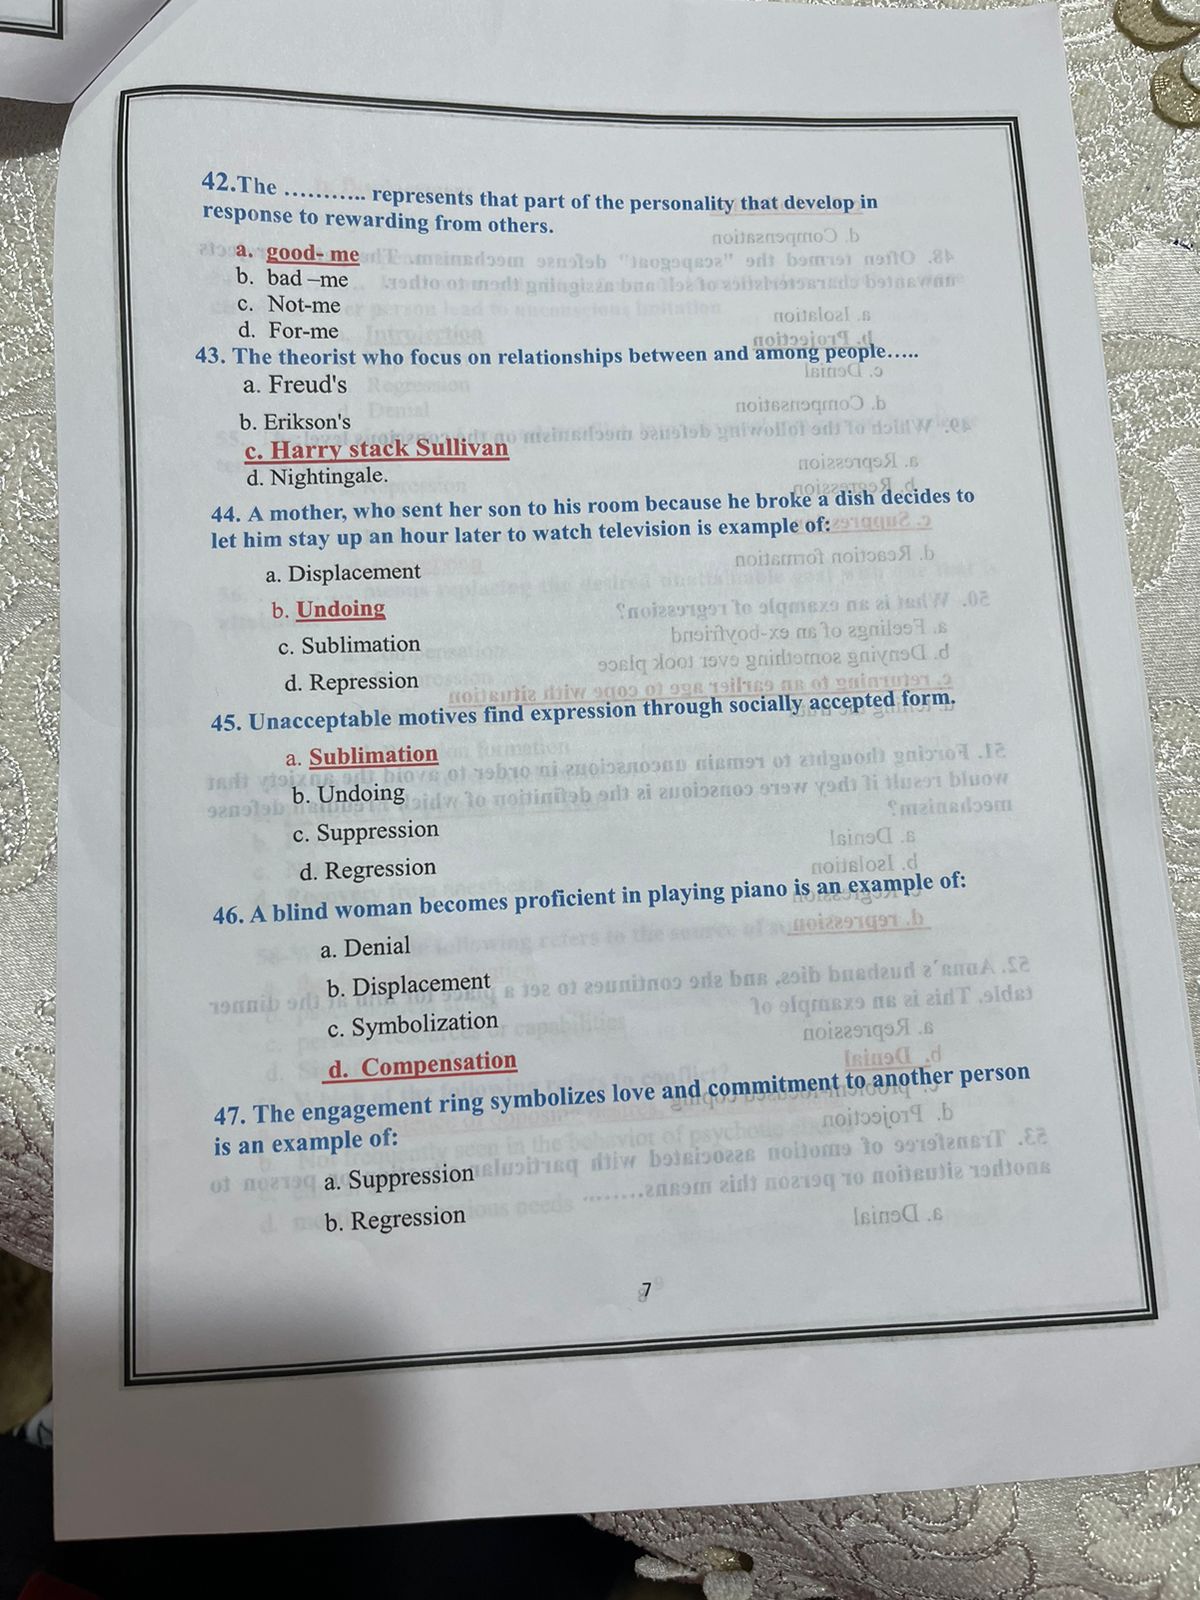 42.The ........... represents that part of the personality that develop in
response to rewarding from others.
a. good- me
b. bad –me
c. Not-me
d. For-me
43. The theorist who focus on relationships between and among people.....
a. Freud's
b. Erikson's
c. Harry stack Sullivan
d. Nightingale.
44. A mother, who sent her son to his room because he broke a dish decides to
let him stay up an hour later to watch television is example of:
a. Displacement
b. Undoing
c. Sublimation
d. Repression
45. Unacceptable motives find expression through socially accepted form.
a. Sublimation
b. Undoing
c. Suppression
d. Regression
46. A blind woman becomes proficient in playing piano is an example of:
a. Denial
b. Displacement
c. Symbolization
d. Compensation
47. The engagement ring symbolizes love and commitment to another person
is an example of:
a. Suppression
b. Regression
7